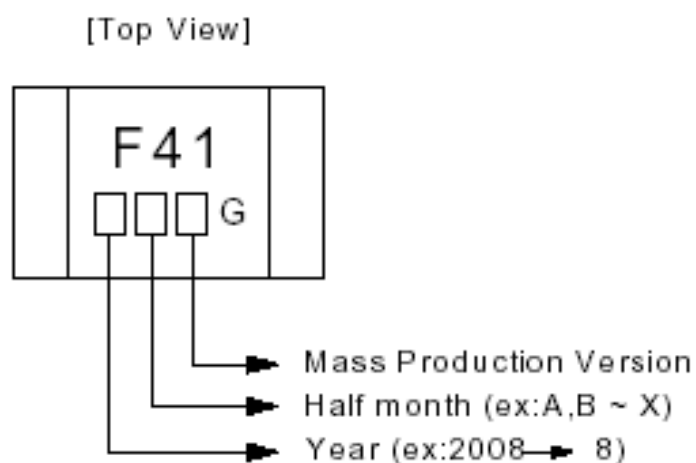 [Top View]
F41
G
Mass Production Version
Half month (ex:A,B ~ X)
Year (ex:2008→ 8)